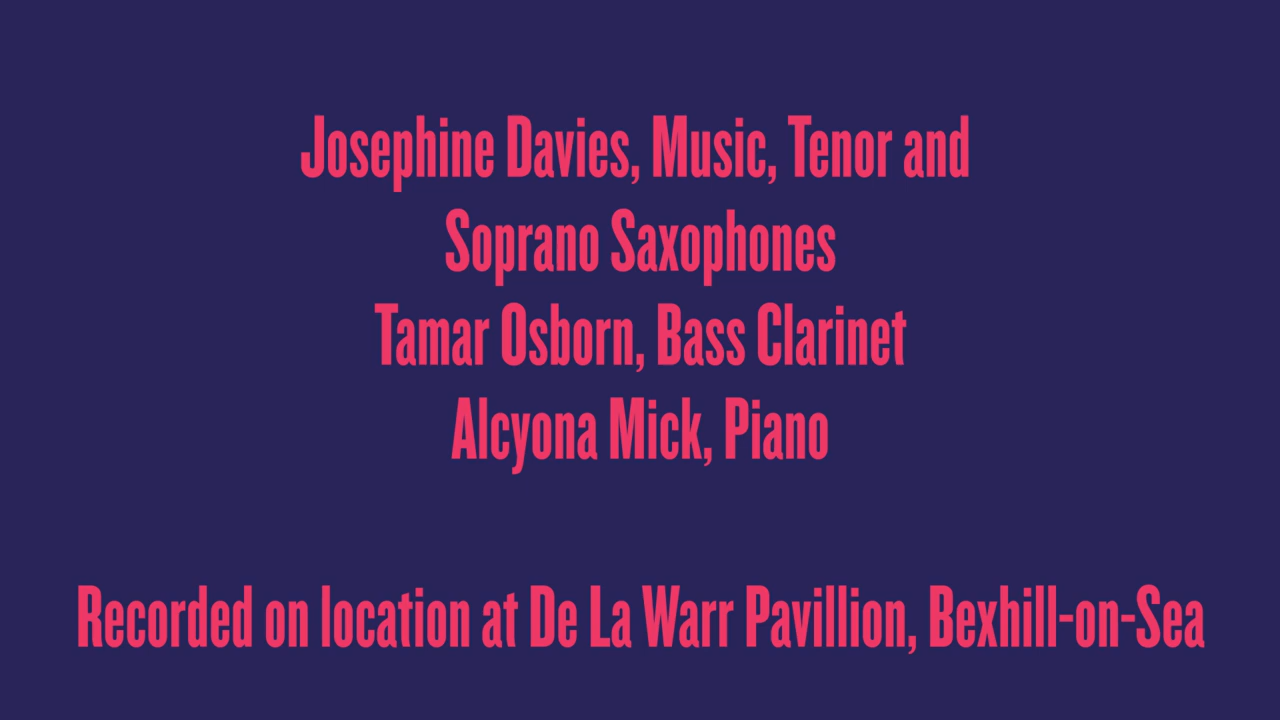 Josephine Davies, Music, Tenor and
Soprano Saxophones
Tamar Osborn, Bass Clarinet
Alcyona Mick, Piano
Recorded on location at De La Warr Pavillion, Bexhill-on-Sea